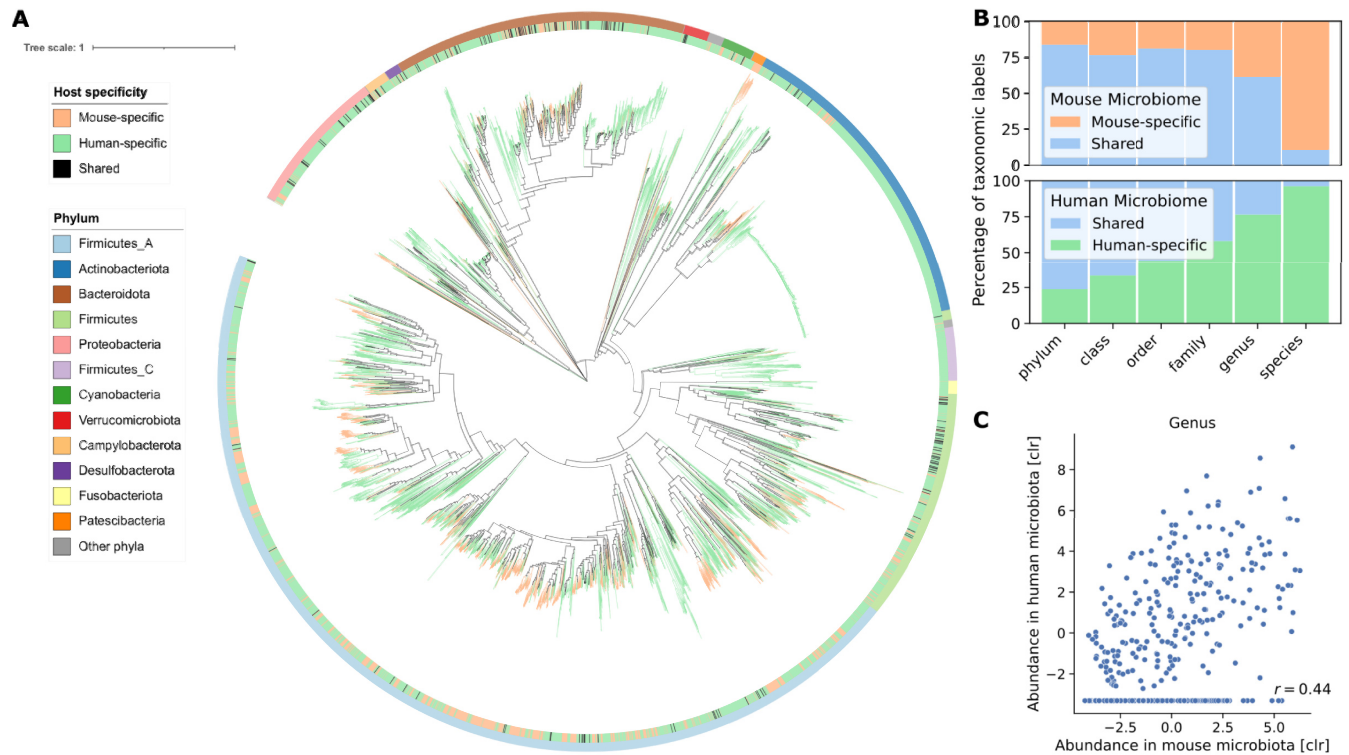 A
Tree scale: 1
Host specificity
Mouse-specific
Human-specific
Shared
Phylum
Firmicutes_A
Actinobacteriota
Bacteroidota
Firmicutes
Proteobacteria
Firmicutes_C
Cyanobacteria
Verrucomicrobiota
Campylobacterota
Desulfobacterota
Fusobacteriota
Patescibacteria
Other phyla
B
Percentage of taxonomic labels
100
75
50
25
0
Mouse Microbiome
Mouse-specific
Shared
100
75
50
25
0
Human Microbiome
Shared
Human-specific
phylum
class
order
family
genus
species
C
Genus
Abundance in human microbiota [clr]
8
6
4
2
0
−2
r = 0.44
−2.5
0.0
2.5
5.0
Abundance in mouse microbiota [clr]